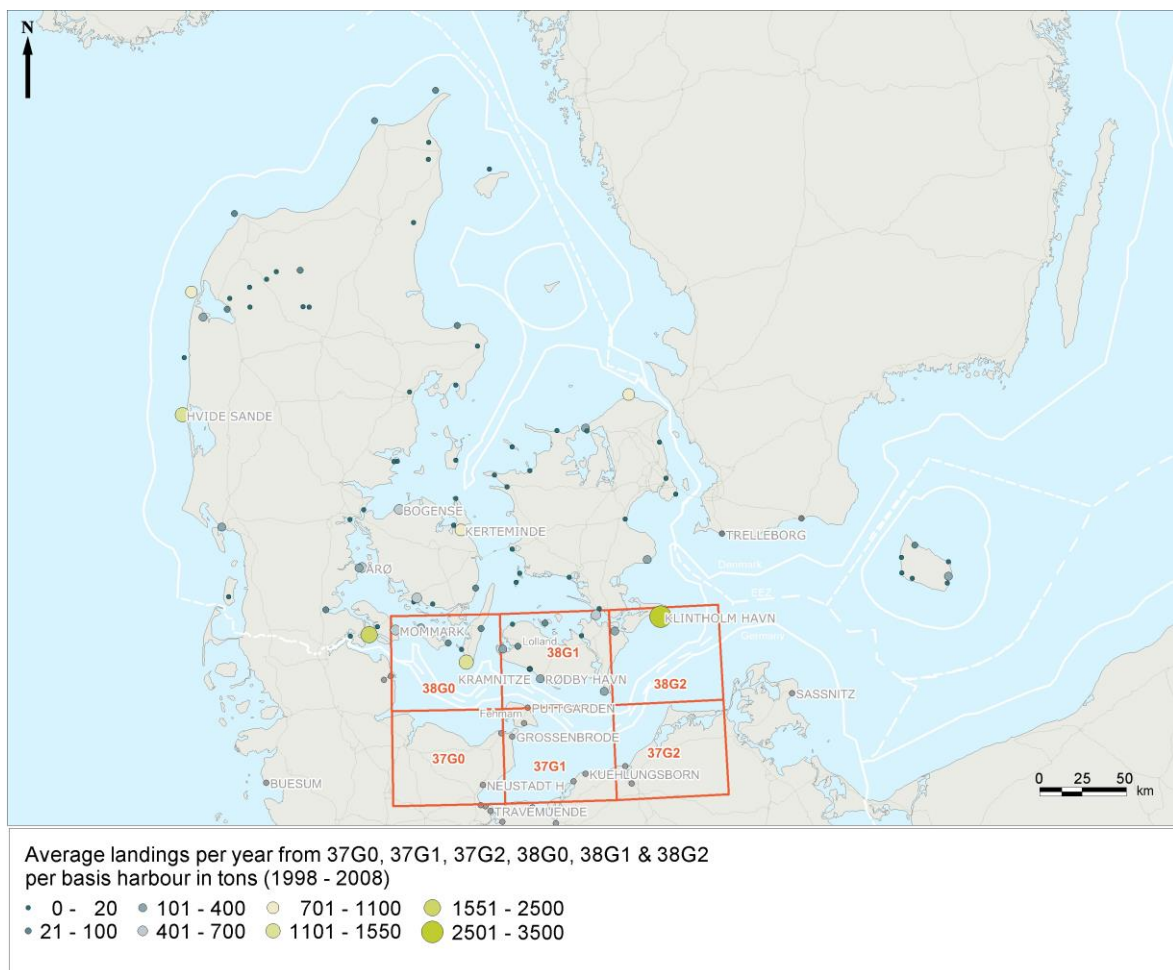 N
HVIDE SANDE
BOGENSE
KERTEMINDE
TRELLEBORG
ÅRØ
Denmark
EEZ
Germany
KLINTHOLM HAVN
MOMMARK
Lolland
38G1
KRAMNITZE
RØDBY HAVN
38G0
38G2
SASSNITZ
PUTTGARDEN
Fehmarn
GROSSENBRODE
37G0
37G1
37G2
KUEHLUNGSBORN
BUESUM
NEUSTADT H.
TRAVEMUENDE
0 25 50
km
Average landings per year from 37G0, 37G1, 37G2, 38G0, 38G1 & 38G2
per basis harbour in tons (1998 - 2008)
0 - 20 101 - 400 701 - 1100 1551 - 2500
21 - 100 401 - 700 1101 - 1550 2501 - 3500